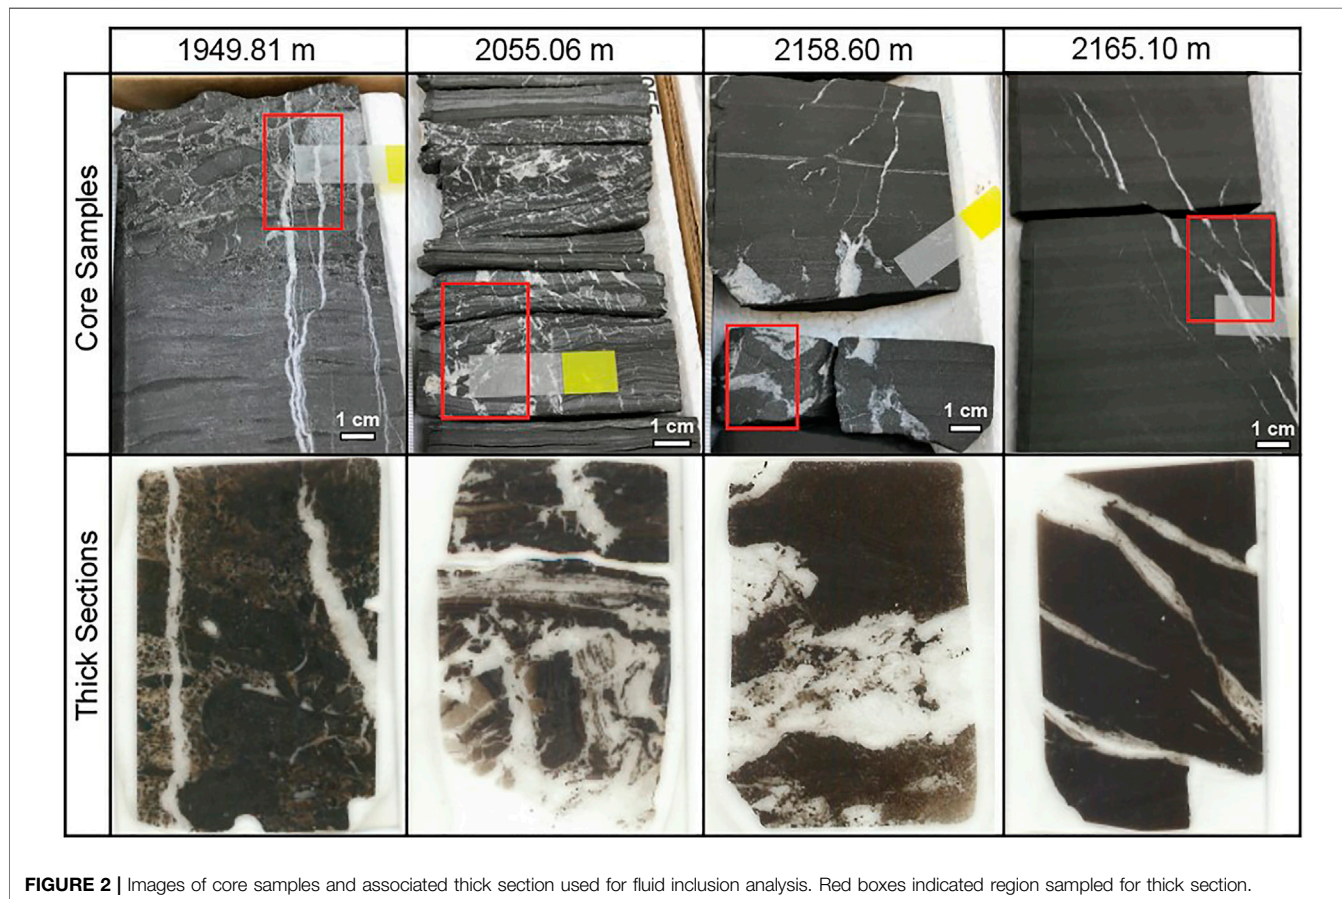 1949.81 m
2055.06 m
2158.60 m
2165.10 m
Core Samples
1 cm
1 cm
1 cm
1 cm
Thick Sections
FIGURE 2 | Images of core samples and associated thick section used for fluid inclusion analysis. Red boxes indicated region sampled for thick section.